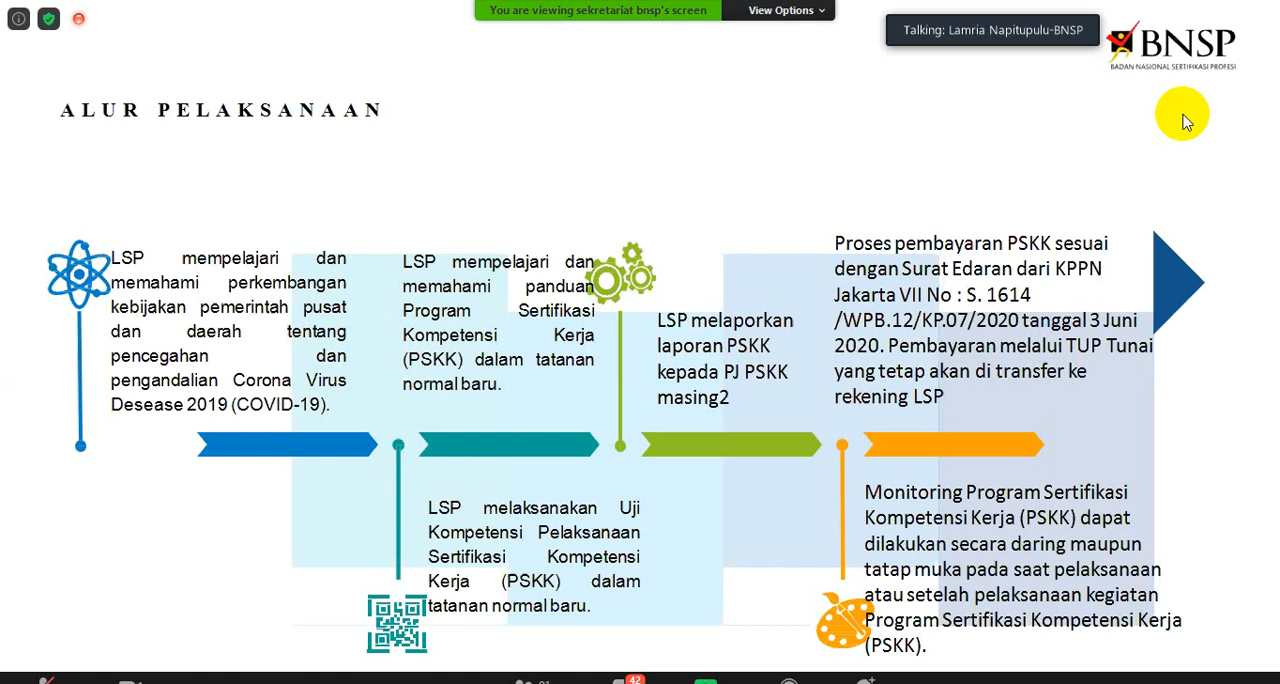 You are viewing sekretariat bnsp's screen
View Options
Talking: Lamria Napitupulu-BNSP
BNSP
BADAN NASIONAL SERTIFIKASI PROFESI
ALUR PELAKSANAAN
LSP mempelajari dan
memahami perkembangan
kebijakan pemerintah pusat
dan daerah tentang
pencegahan dan
pengandalian Corona Virus
Desease 2019 (COVID-19).
LSP mempelajari dan
memahami panduan
Program Sertifikasi
Kompetensi Kerja
(PSKK) dalam tatanan
normal baru.
LSP melaporkan
laporan PSKK
kepada PJ PSKK
masing2
Proses pembayaran PSKK sesuai
dengan Surat Edaran dari KPPN
Jakarta VII No : S. 1614
/WPB.12/KP.07/2020 tanggal 3 Juni
2020. Pembayaran melalui TUP Tunai
yang tetap akan di transfer ke
rekening LSP
LSP melaksanakan Uji
Kompetensi Pelaksanaan
Sertifikasi Kompetensi
Kerja (PSKK) dalam
tatanan normal baru.
Monitoring Program Sertifikasi
Kompetensi Kerja (PSKK) dapat
dilakukan secara daring maupun
tatap muka pada saat pelaksanaan
atau setelah pelaksanaan kegiatan
Program Sertifikasi Kompetensi Kerja
(PSKK).
42